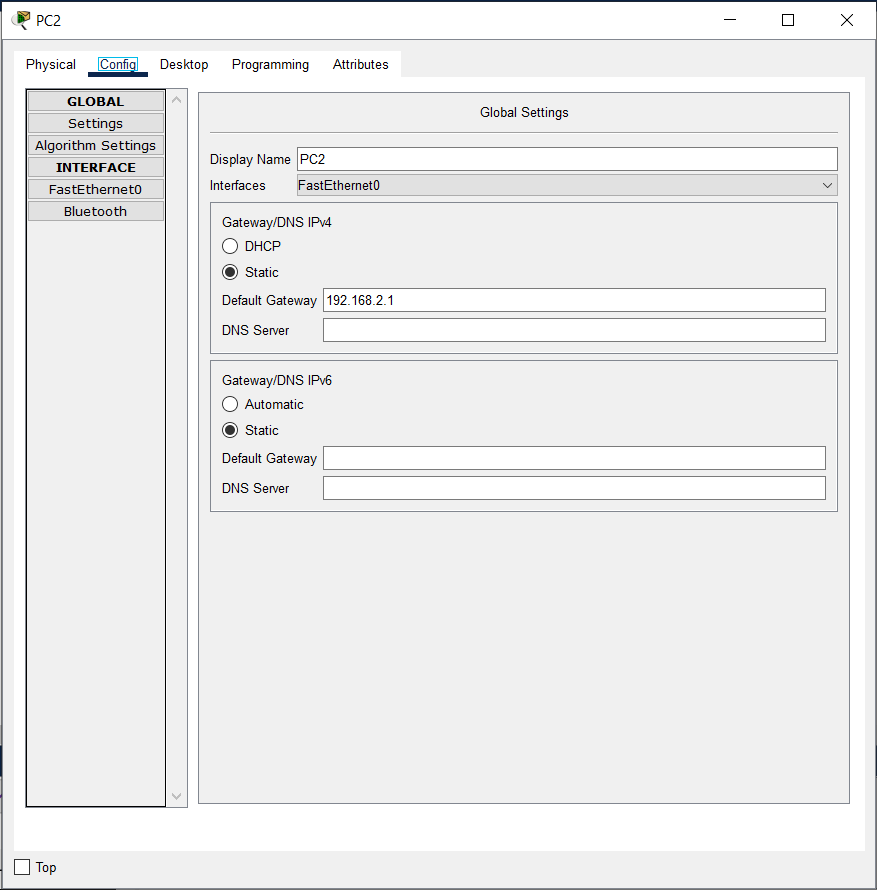 PC2
Physical Config Desktop Programming Attributes
GLOBAL
Settings
Algorithm Settings
INTERFACE
FastEthernet0
Bluetooth
Global Settings
Display Name PC2
Interfaces FastEthernet0
Gateway/DNS IPv4
DHCP
Static
Default Gateway 192.168.2.1
DNS Server
Gateway/DNS IPv6
Automatic
Static
Default Gateway
DNS Server
Top